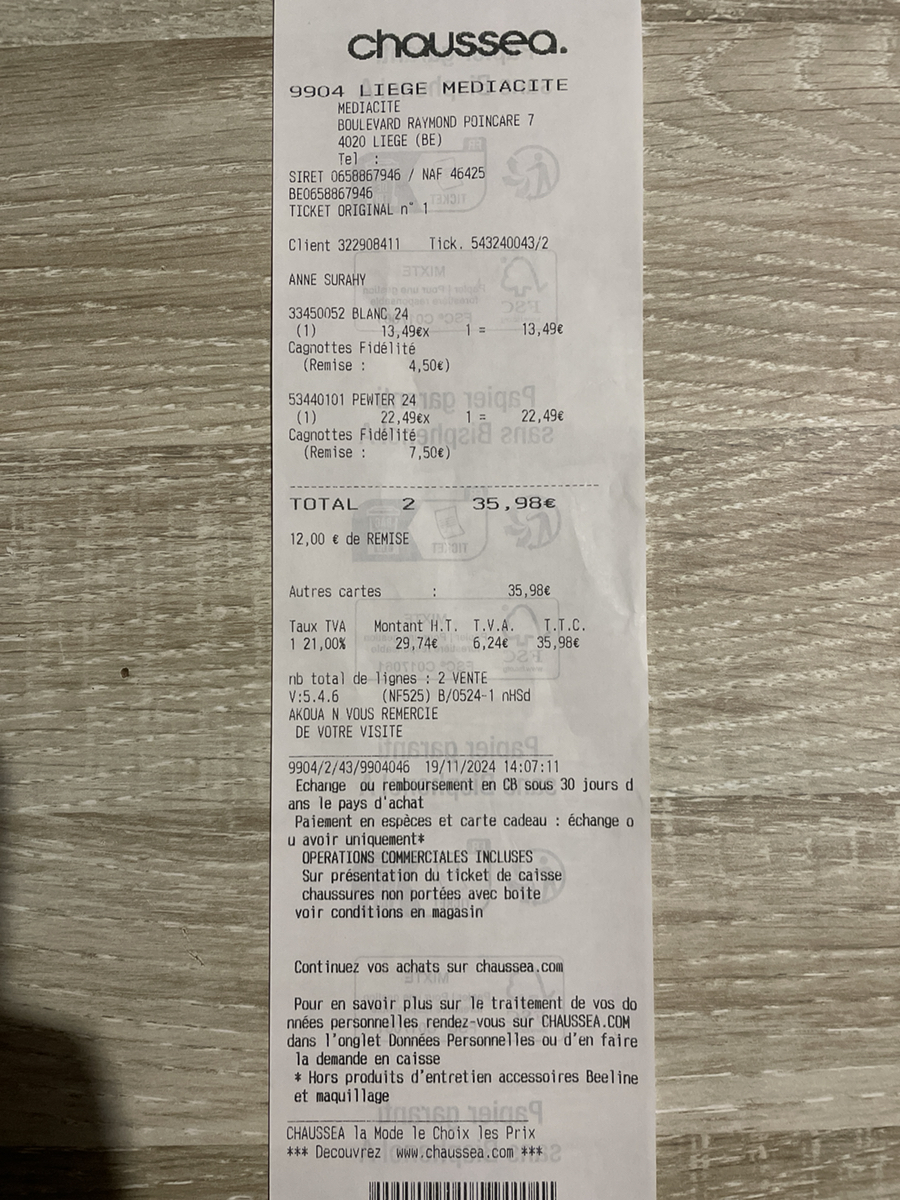 chaussea.
9904 LIEGE MEDIACITE
MEDIACITE
BOULEVARD RAYMOND POINCARE 7
4020 LIEGE (BE)
Tel :
SIRET 0658867946 / NAF 46425
BE0658867946
TICKET ORIGINAL n° 1
Client 322908411 Tick. 543240043/2
ANNE SURAHY
33450052 BLANC 24
(1) 13,49€x 1 = 13,49€
Cagnottes Fidélité
(Remise : 4,50€)
53440101 PEWTER 24
(1) 22,49€x 1 = 22,49€
Cagnottes Fidélité
(Remise : 7,50€)
TOTAL 2 35,98€
12,00 € de REMISE
Autres cartes : 35,98€
Taux TVA Montant H.T. T.V.A. T.T.C.
1 21,00% 29,74€ 6,24€ 35,98€
nb total de lignes : 2 VENTE
V:5.4.6 (NF525) B/0524-1 nHSd
AKOUA N VOUS REMERCIE
DE VOTRE VISITE
9904/2/43/9904046 19/11/2024 14:07:11
Echange ou remboursement en CB sous 30 jours d
ans le pays d'achat
Paiement en espèces et carte cadeau : échange o
u avoir uniquement*
OPERATIONS COMMERCIALES INCLUSES
Sur présentation du ticket de caisse
chaussures non portées avec boite
voir conditions en magasin
Continuez vos achats sur chaussea.com
Pour en savoir plus sur le traitement de vos do
nnées personnelles rendez-vous sur CHAUSSEA.COM
dans l'onglet Données Personnelles ou d'en faire
la demande en caisse
* Hors produits d'entretien accessoires Beeline
et maquillage
CHAUSSEA la Mode le Choix les Prix
*** Decouvrez www.chaussea.com ***